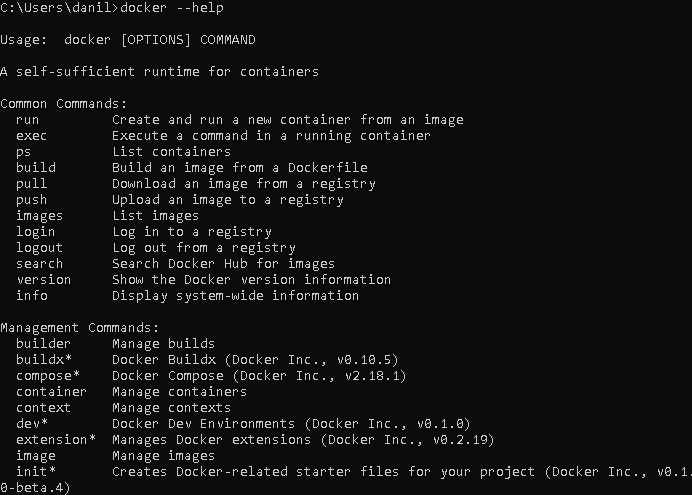 C:\Users\danil>docker --help
Usage:  docker [OPTIONS] COMMAND
A self-sufficient runtime for containers
Common Commands:
  run         Create and run a new container from an image
  exec        Execute a command in a running container
  ps          List containers
  build       Build an image from a Dockerfile
  pull        Download an image from a registry
  push        Upload an image to a registry
  images      List images
  login       Log in to a registry
  logout      Log out from a registry
  search      Search Docker Hub for images
  version     Show the Docker version information
  info        Display system-wide information
Management Commands:
  builder     Manage builds
  buildx*     Docker Buildx (Docker Inc., v0.10.5)
  compose*    Docker Compose (Docker Inc., v2.18.1)
  container   Manage containers
  context     Manage contexts
  dev*        Docker Dev Environments (Docker Inc., v0.1.0)
  extension*  Manages Docker extensions (Docker Inc., v0.2.19)
  image       Manage images
  init*       Creates Docker-related starter files for your project (Docker Inc., v0.1.
0-beta.4)